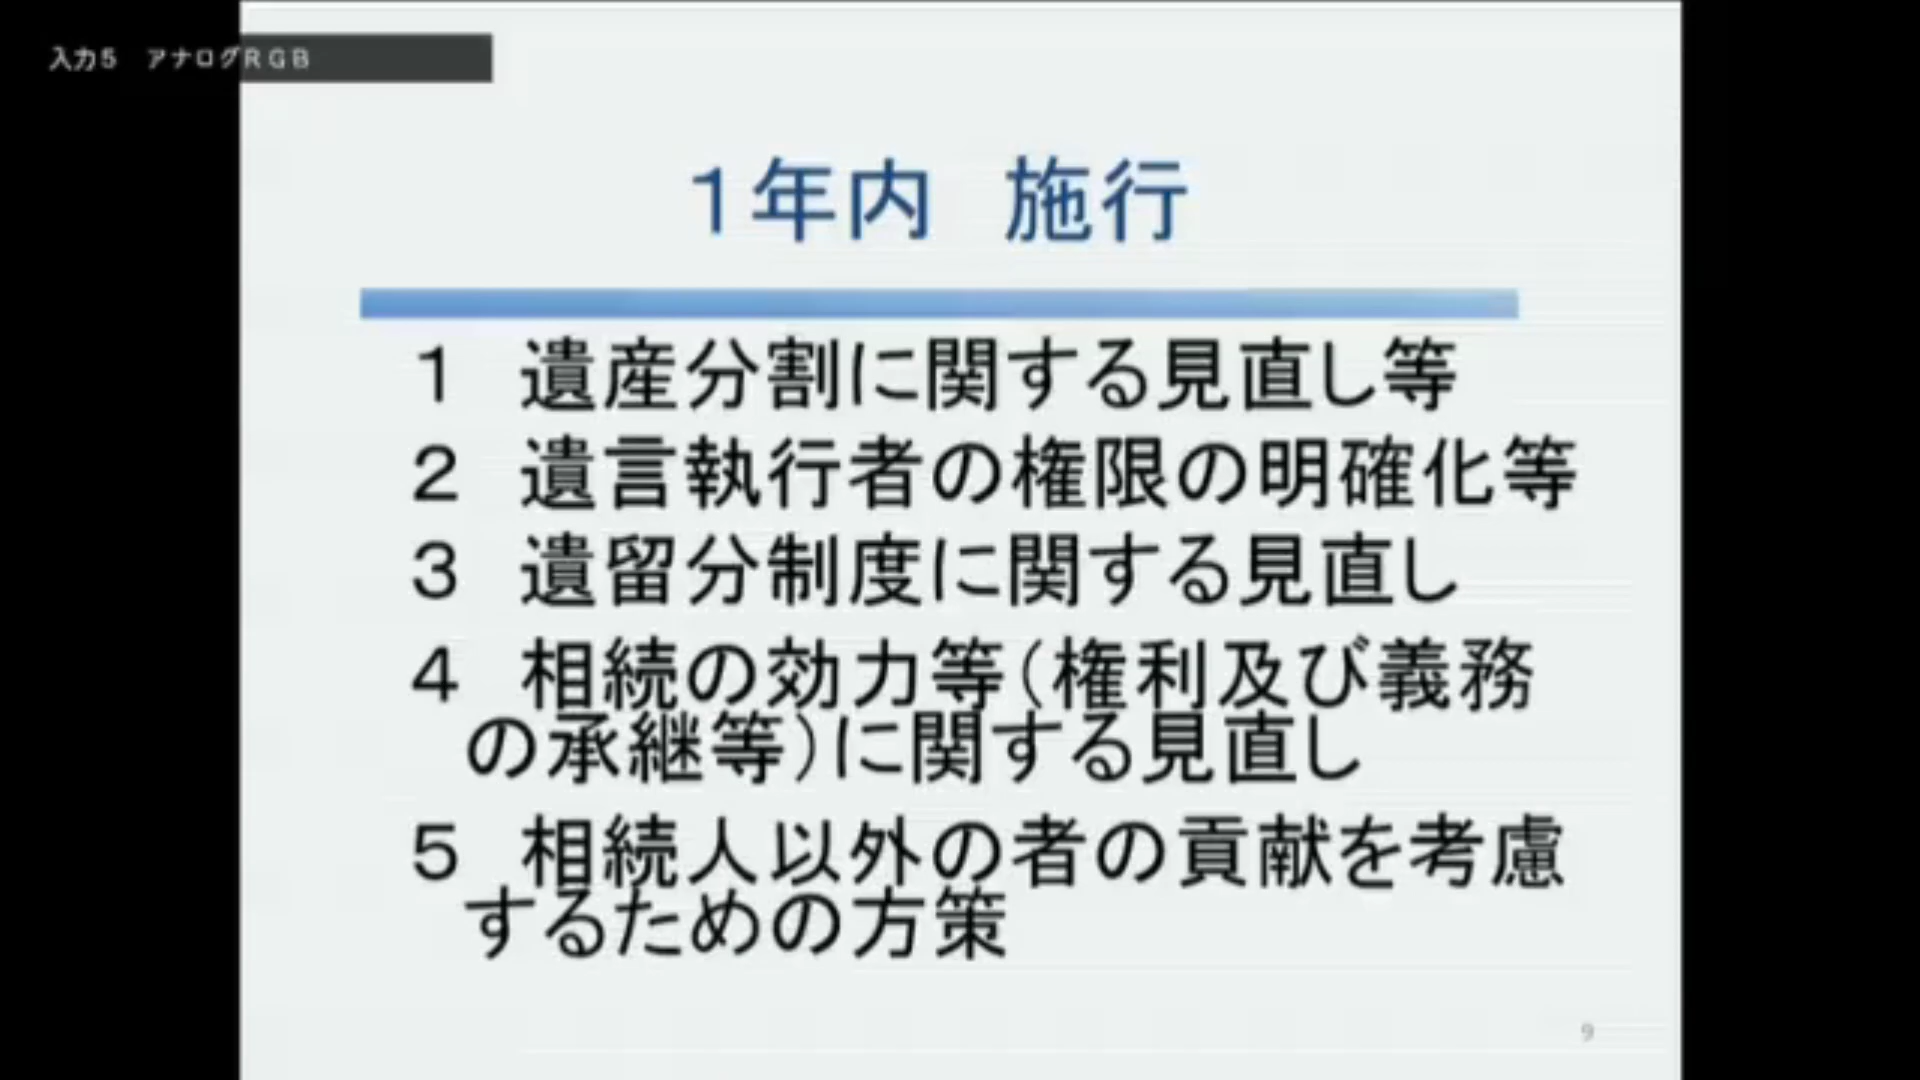 入力5　アナログRGB
1年内　施行
1　遺産分割に関する見直し等
2　遺言執行者の権限の明確化等
3　遺留分制度に関する見直し
4　相続の効力等(権利及び義務
の承継等)に関する見直し
5　相続人以外の者の貢献を考慮
するための方策
9